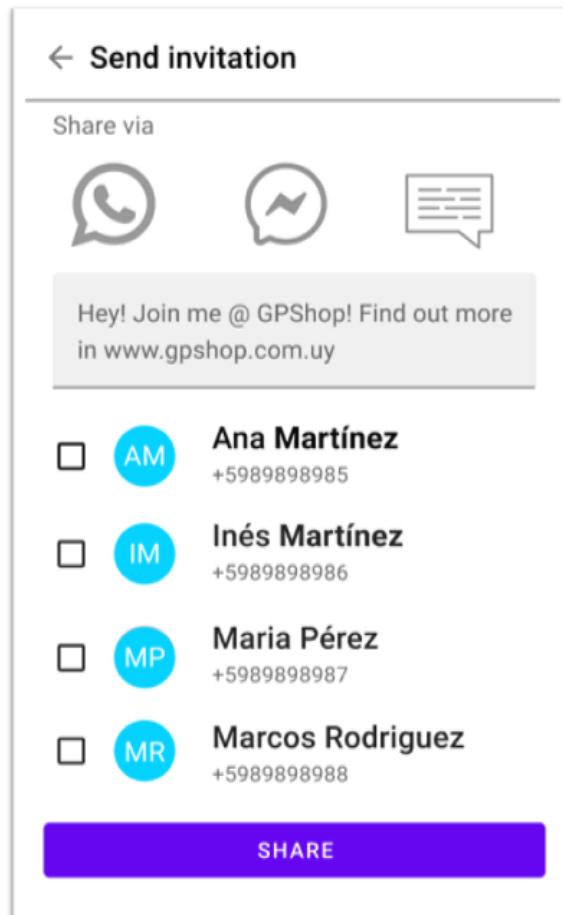 Send invitation
Share via
Hey! Join me @ GPShop! Find out more
in www.gpshop.com.uy
AM
Ana Martínez
+5989898985
IM
Inés Martínez
+5989898986
MP
Maria Pérez
+5989898987
MR
Marcos Rodriguez
+5989898988
SHARE